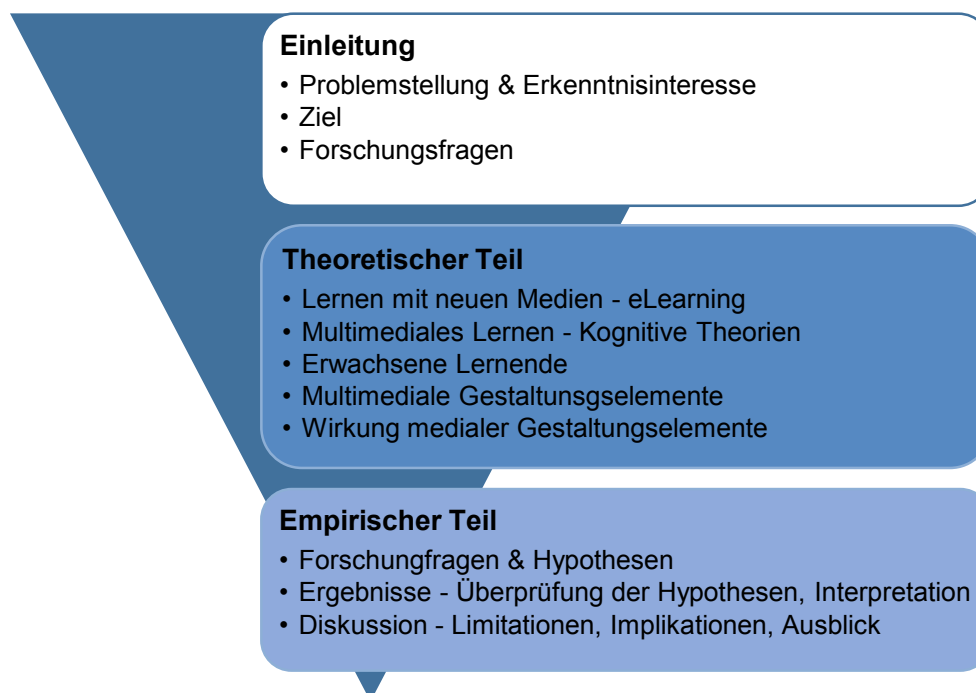 Einleitung
• Problemstellung & Erkenntnisinteresse
• Ziel
• Forschungsfragen
Theoretischer Teil
• Lernen mit neuen Medien - eLearning
• Multimediales Lernen - Kognitive Theorien
• Erwachsene Lernende
• Multimediale Gestaltunsgselemente
• Wirkung medialer Gestaltungselemente
Empirischer Teil
• Forschungfragen & Hypothesen
• Ergebnisse - Überprüfung der Hypothesen, Interpretation
• Diskussion - Limitationen, Implikationen, Ausblick